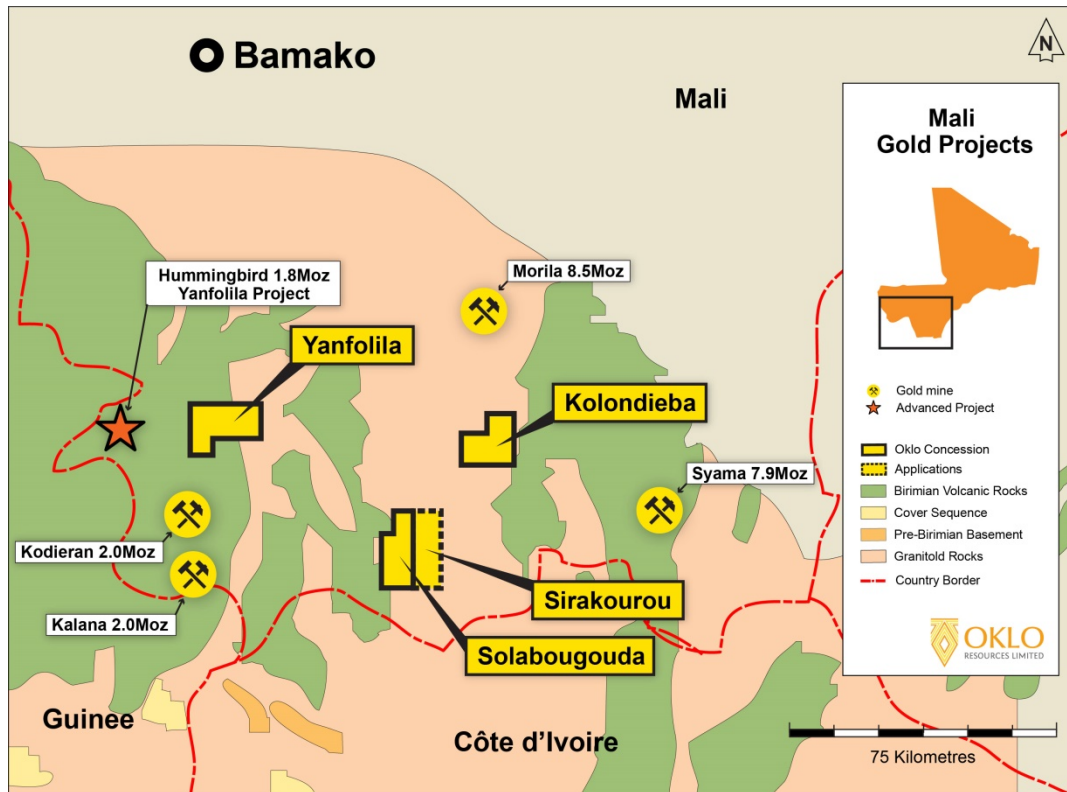 Bamako
Mali
N
Mali
Gold Projects
Hummingbird 1.8Moz
Yanfolila Project
Morila 8.5Moz
Yanfolila
Kolondieba
Syama 7.9Moz
Kodieran 2.0Moz
Kalana 2.0Moz
Sirakourou
Solabougouda
Guinee
Côte d'Ivoire
Gold mine
Advanced Project
Oklo Concession
Applications
Birimian Volcanic Rocks
Cover Sequence
Pre-Birimian Basement
Granitold Rocks
Country Border
OKLO
RESOURCES LIMITED
75 Kilometres